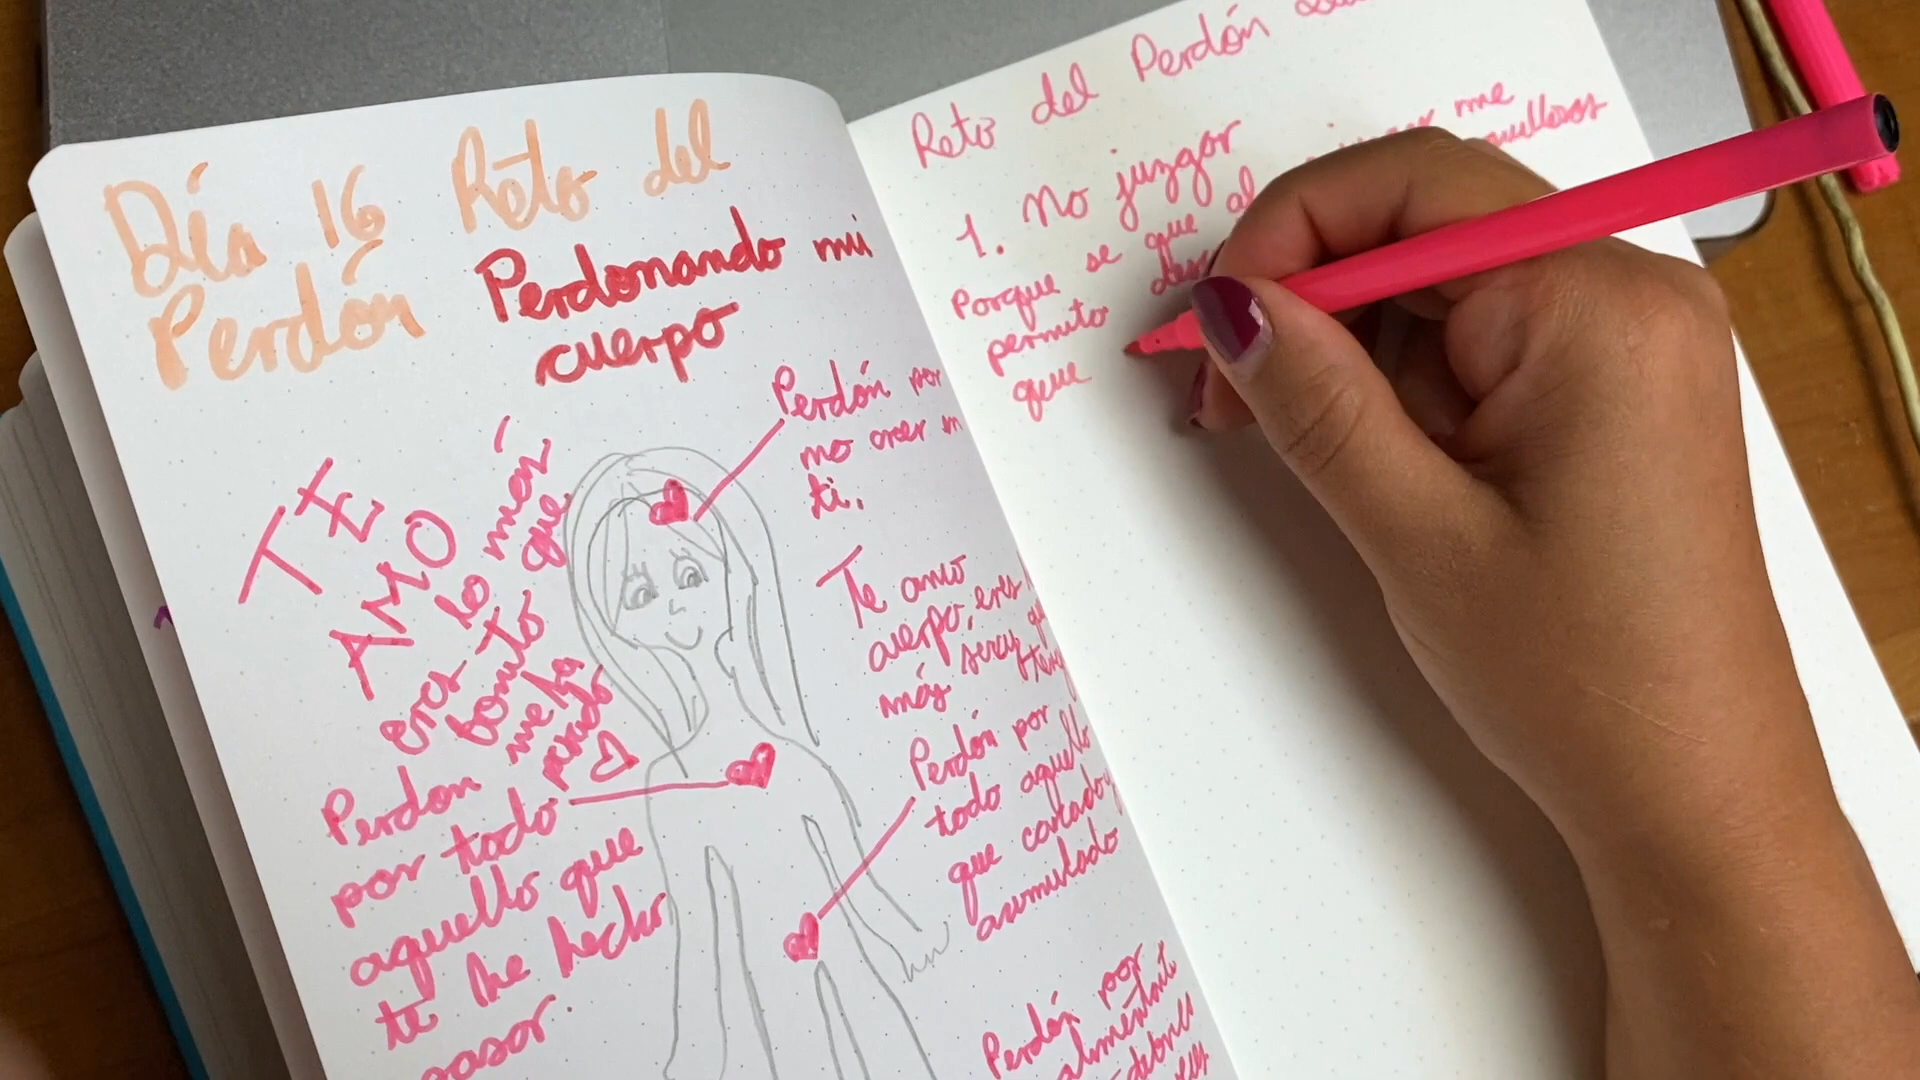 Día 16 Reto del
Perdón Perdonando mi
cuerpo
Perdón por
no creer en
ti.
TE
AMO
eres lo más
bonito que
me ha
pasado
Te amo
cuerpo, eres
más
Perdon
por todo
aquello que
te he hecho
pasar.
Perdón por
todo aquello
que
acumulado
Perdón por
Reto del Perdón
1. No juzgar
Porque se que al me
permito
que